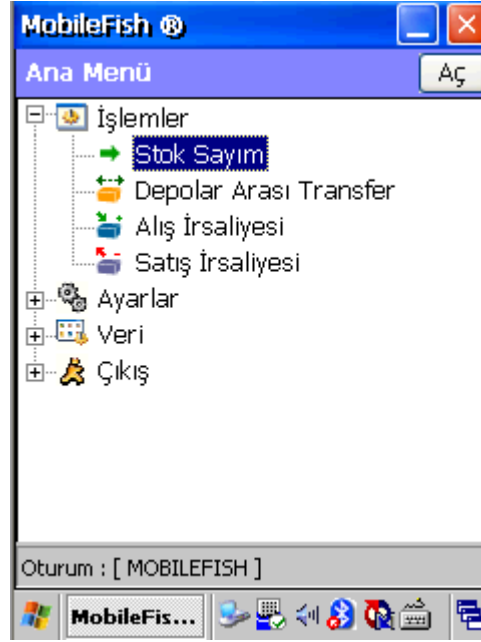 MobileFish ®
Ana Menü
Aç
İşlemler
Stok Sayım
Depolar Arası Transfer
Alış İrsaliyesi
Satış İrsaliyesi
Ayarlar
Veri
Çıkış
Oturum : [ MOBILEFISH ]
MobileFis...